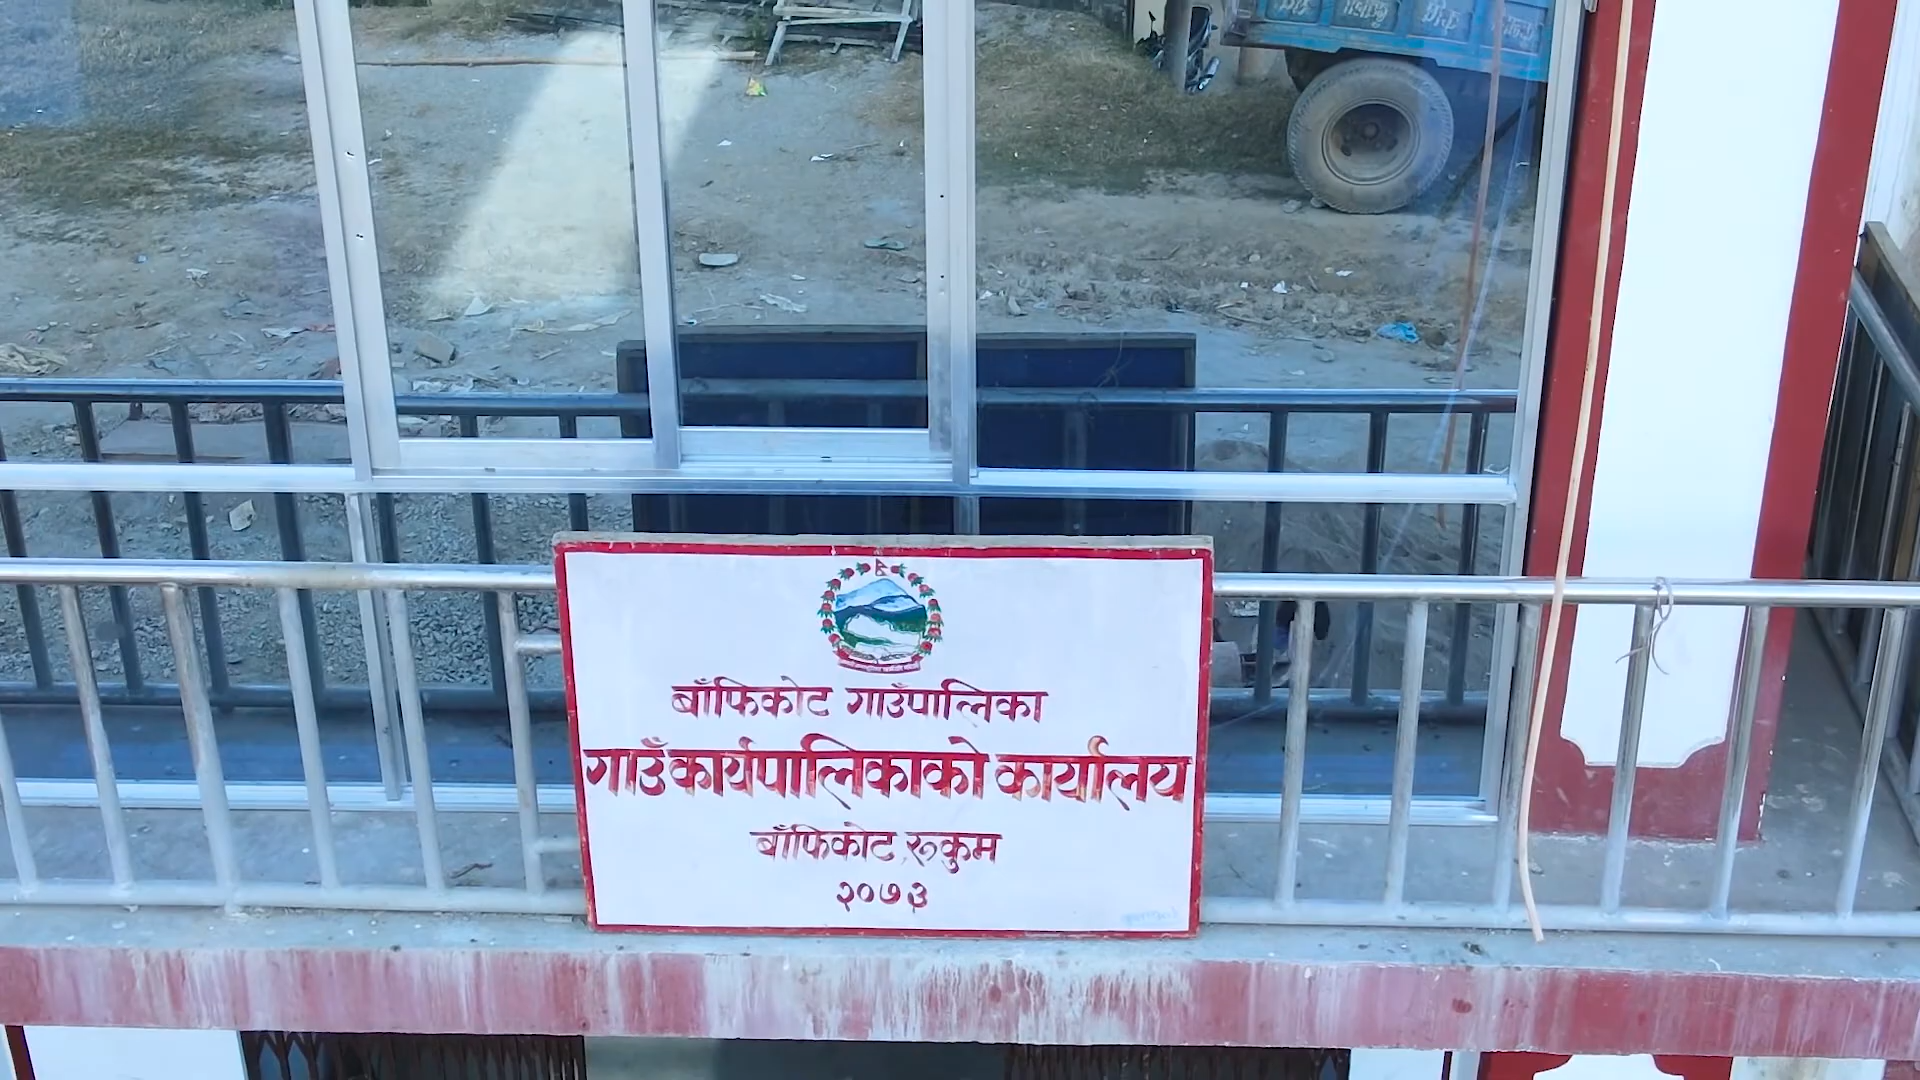 बाँफिकोट गाउँपालिका
गाउँकार्यपालिकाको कार्यालय
बाँफिकोट, रूकुम
२०७३